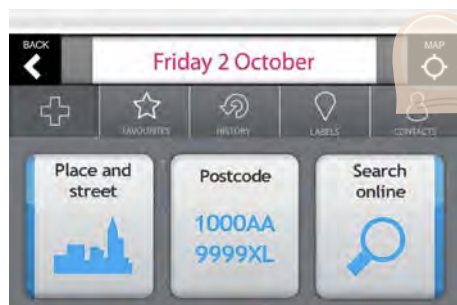 BACK
Friday 2 October
MAP
FAVOURITES
HISTORY
LABELS
CONTACTS
Place and
street
Postcode
1000AA
9999XL
Search
online